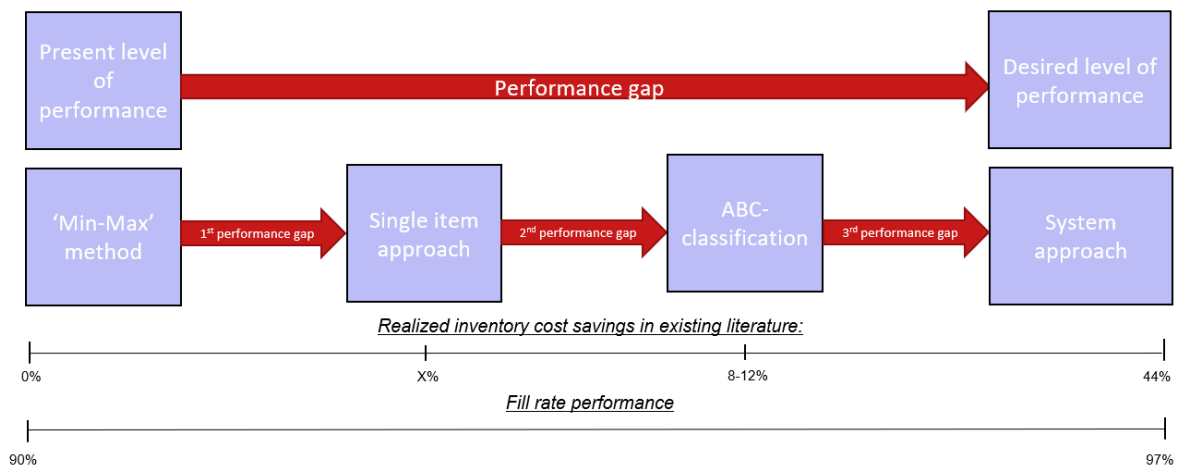 Present level
of
performance
Performance gap
Desired level of
performance
‘Min-Max’
method
1st performance gap
Single item
approach
2nd performance gap
ABC-
classification
3rd performance gap
System
approach
Realized inventory cost savings in existing literature:
0%
X%
8-12%
44%
Fill rate performance
90%
97%